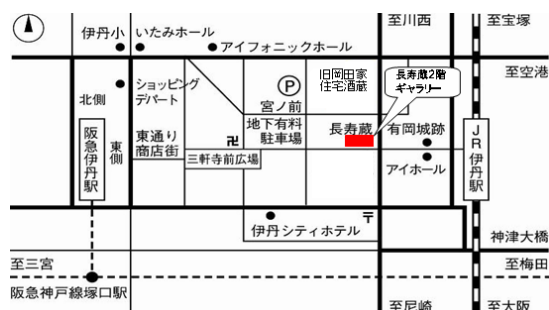 至川西
至宝塚
伊丹小
いたみホール
アイフォニックホール
至空港
北側
ショッピング
デパート
P
宮ノ前
地下有料
駐車場
旧岡田家
住宅酒蔵
長寿蔵2階
ギャラリー
阪急伊丹駅
東側
東通り
商店街
卍
三軒寺前広場
長寿蔵
有岡城跡
アイホール
JR伊丹駅
〒
伊丹シティホテル
神津大橋
至三宮
至梅田
阪急神戸線塚口駅
至尼崎
至大阪